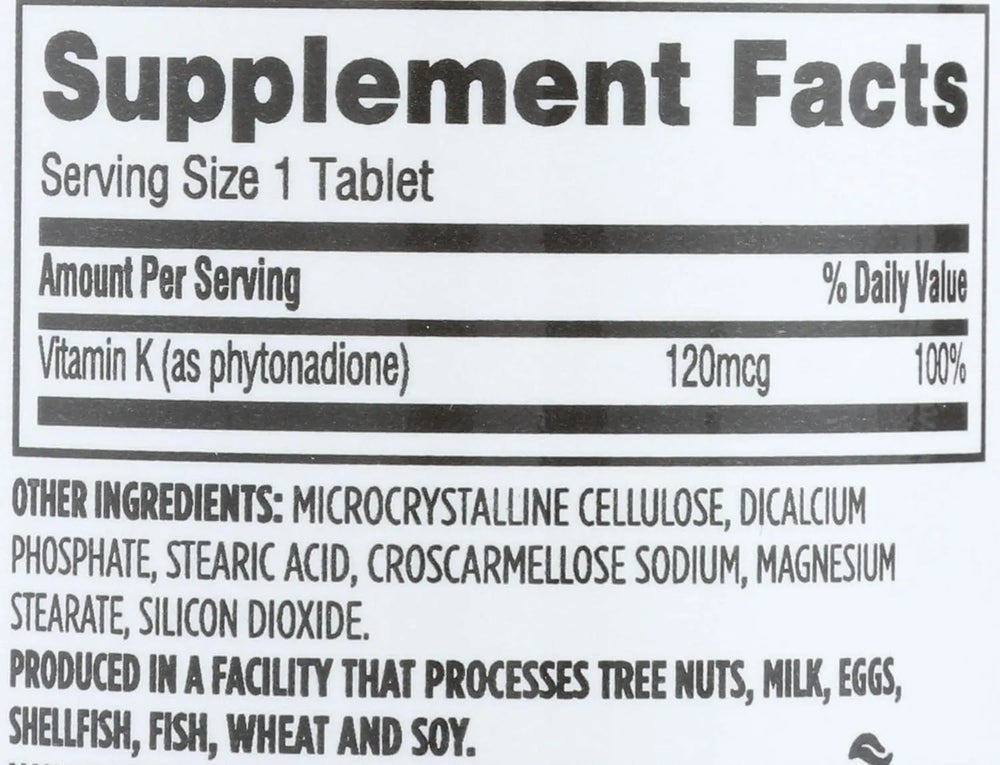 Supplement Facts
Serving Size 1 Tablet
Amount Per Serving % Daily Value
Vitamin K (as phytonadione) 120mcg 100%
OTHER INGREDIENTS: MICROCRYSTALLINE CELLULOSE, DICALCIUM
PHOSPHATE, STEARIC ACID, CROSCARMELLOSE SODIUM, MAGNESIUM
STEARATE, SILICON DIOXIDE.
PRODUCED IN A FACILITY THAT PROCESSES TREE NUTS, MILK, EGGS,
SHELLFISH, FISH, WHEAT AND SOY.